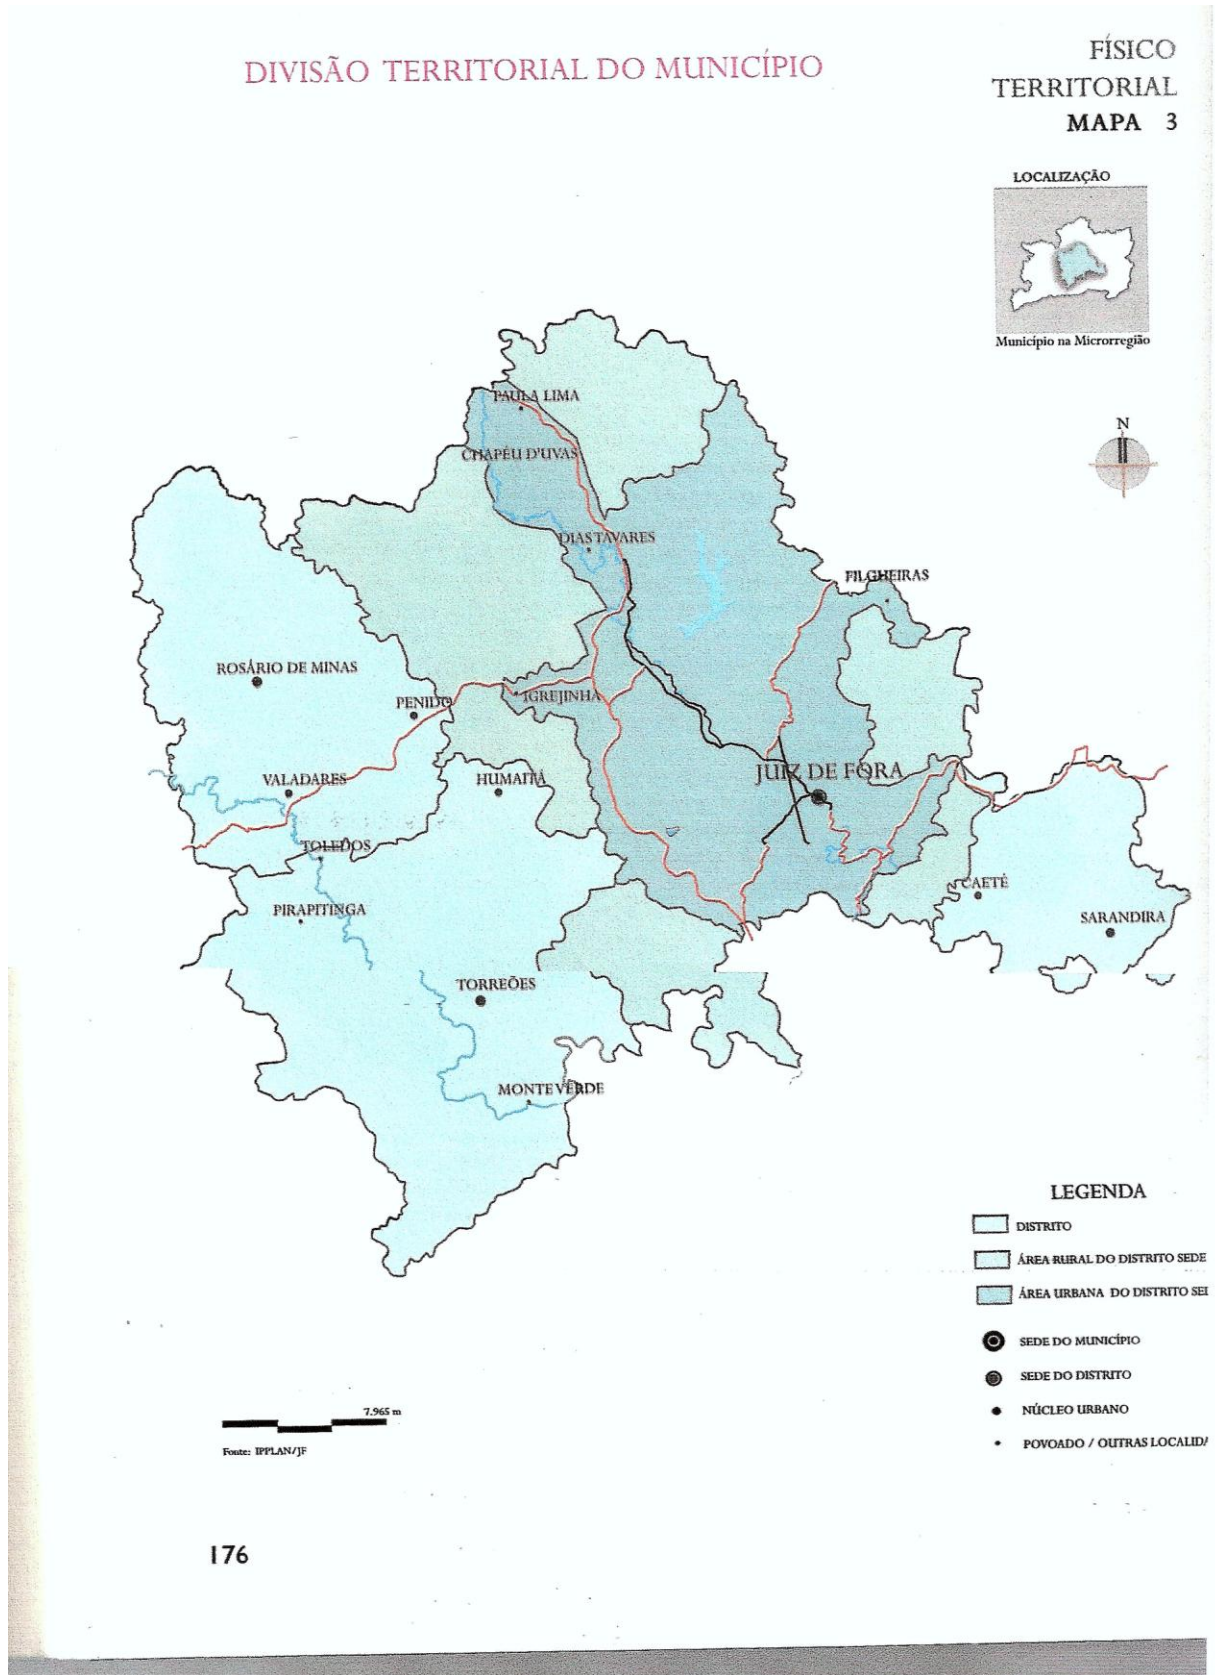 DIVISÃO TERRITORIAL DO MUNICÍPIO
FÍSICO
TERRITORIAL
MAPA 3
LOCALIZAÇÃO
Município na Microrregião
N
PAULA LIMA
CHAPÉU D'UVAS
DIAS TAVARES
FILGHEIRAS
ROSÁRIO DE MINAS
PENIDO
IGREJINHA
VALADARES
HUMAITÁ
JUIZ DE FORA
TOLEDOS
CAETÉ
PIRAPITINGA
SARANDIRA
TORREÕES
MONTE VERDE
LEGENDA
DISTRITO
ÁREA RURAL DO DISTRITO SEDE
ÁREA URBANA DO DISTRITO SEI
SEDE DO MUNICÍPIO
SEDE DO DISTRITO
NÚCLEO URBANO
POVOADO / OUTRAS LOCALIDA
7.965 m
Fonte: IPPLAN/JF
176